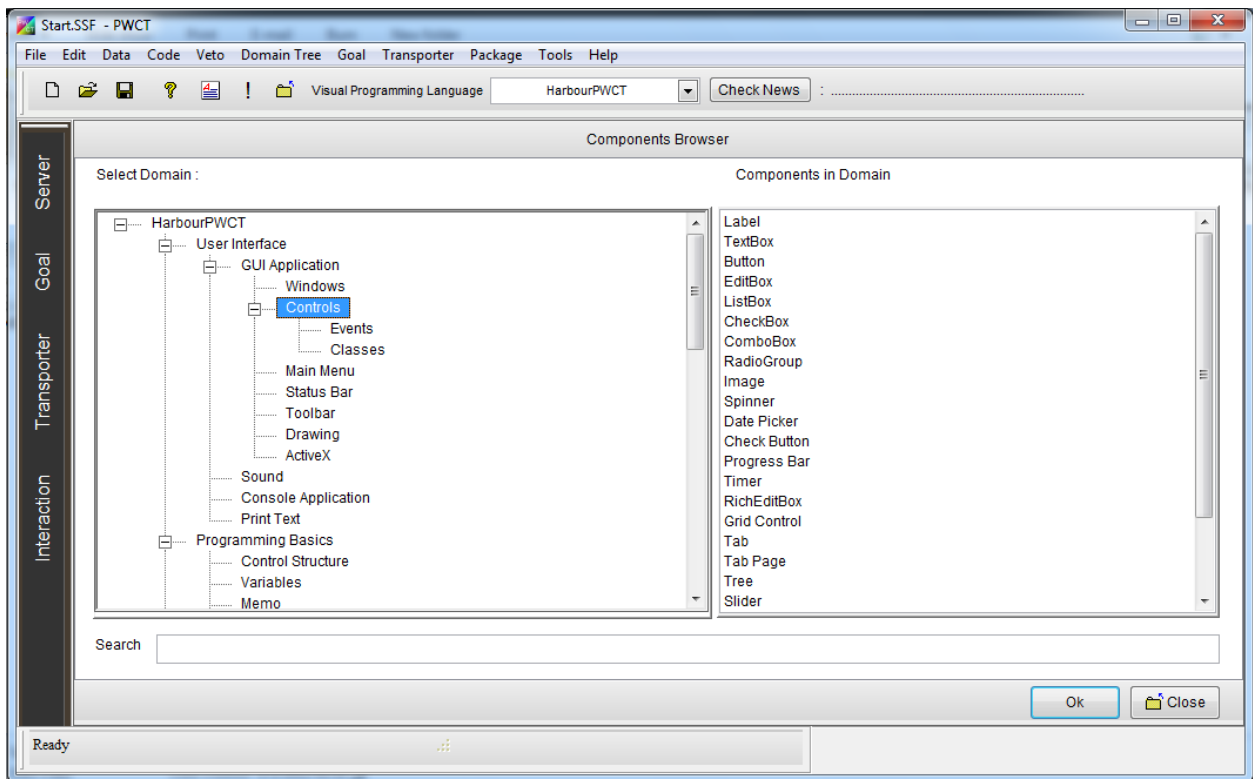 Start.SSF - PWCT
File Edit Data Code Veto Domain Tree Goal Transporter Package Tools Help
Visual Programming Language HarbourPWCT Check News : ..........
Components Browser
Server
Goal
Transporter
Interaction
Select Domain :
HarbourPWCT
User Interface
GUI Application
Windows
Controls
Events
Classes
Main Menu
Status Bar
Toolbar
Drawing
ActiveX
Sound
Console Application
Print Text
Programming Basics
Control Structure
Variables
Memo
Components in Domain
Label
TextBox
Button
EditBox
ListBox
CheckBox
ComboBox
RadioGroup
Image
Spinner
Date Picker
Check Button
Progress Bar
Timer
RichEditBox
Grid Control
Tab
Tab Page
Tree
Slider
Search
Ok Close
Ready